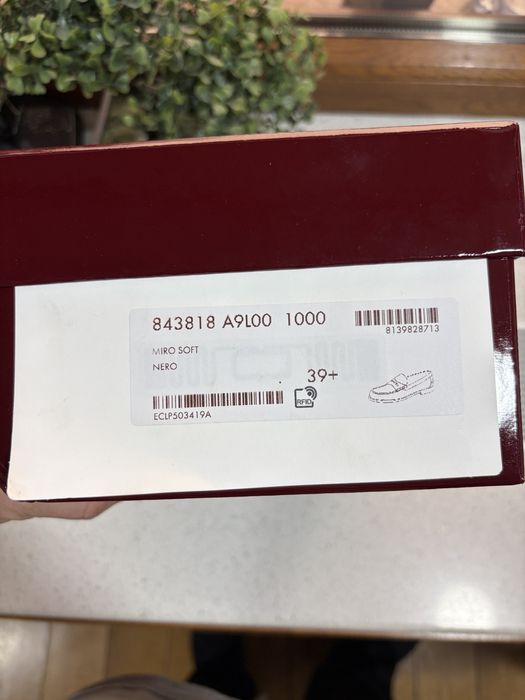 843818 A9L00 1000
8139828713
MIRO SOFT
NERO
39+
ECLP503419A
RFID